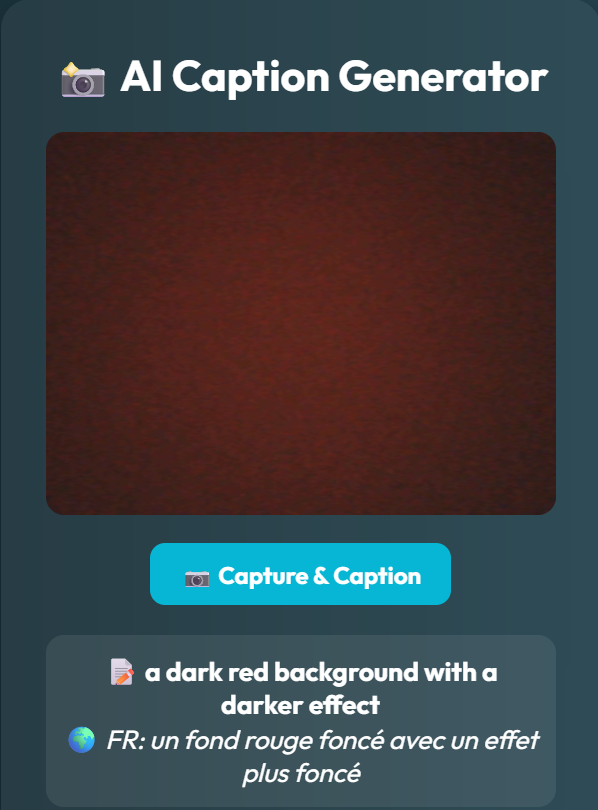 AI Caption Generator
Capture & Caption
a dark red background with a
darker effect
FR: un fond rouge foncé avec un effet
plus foncé